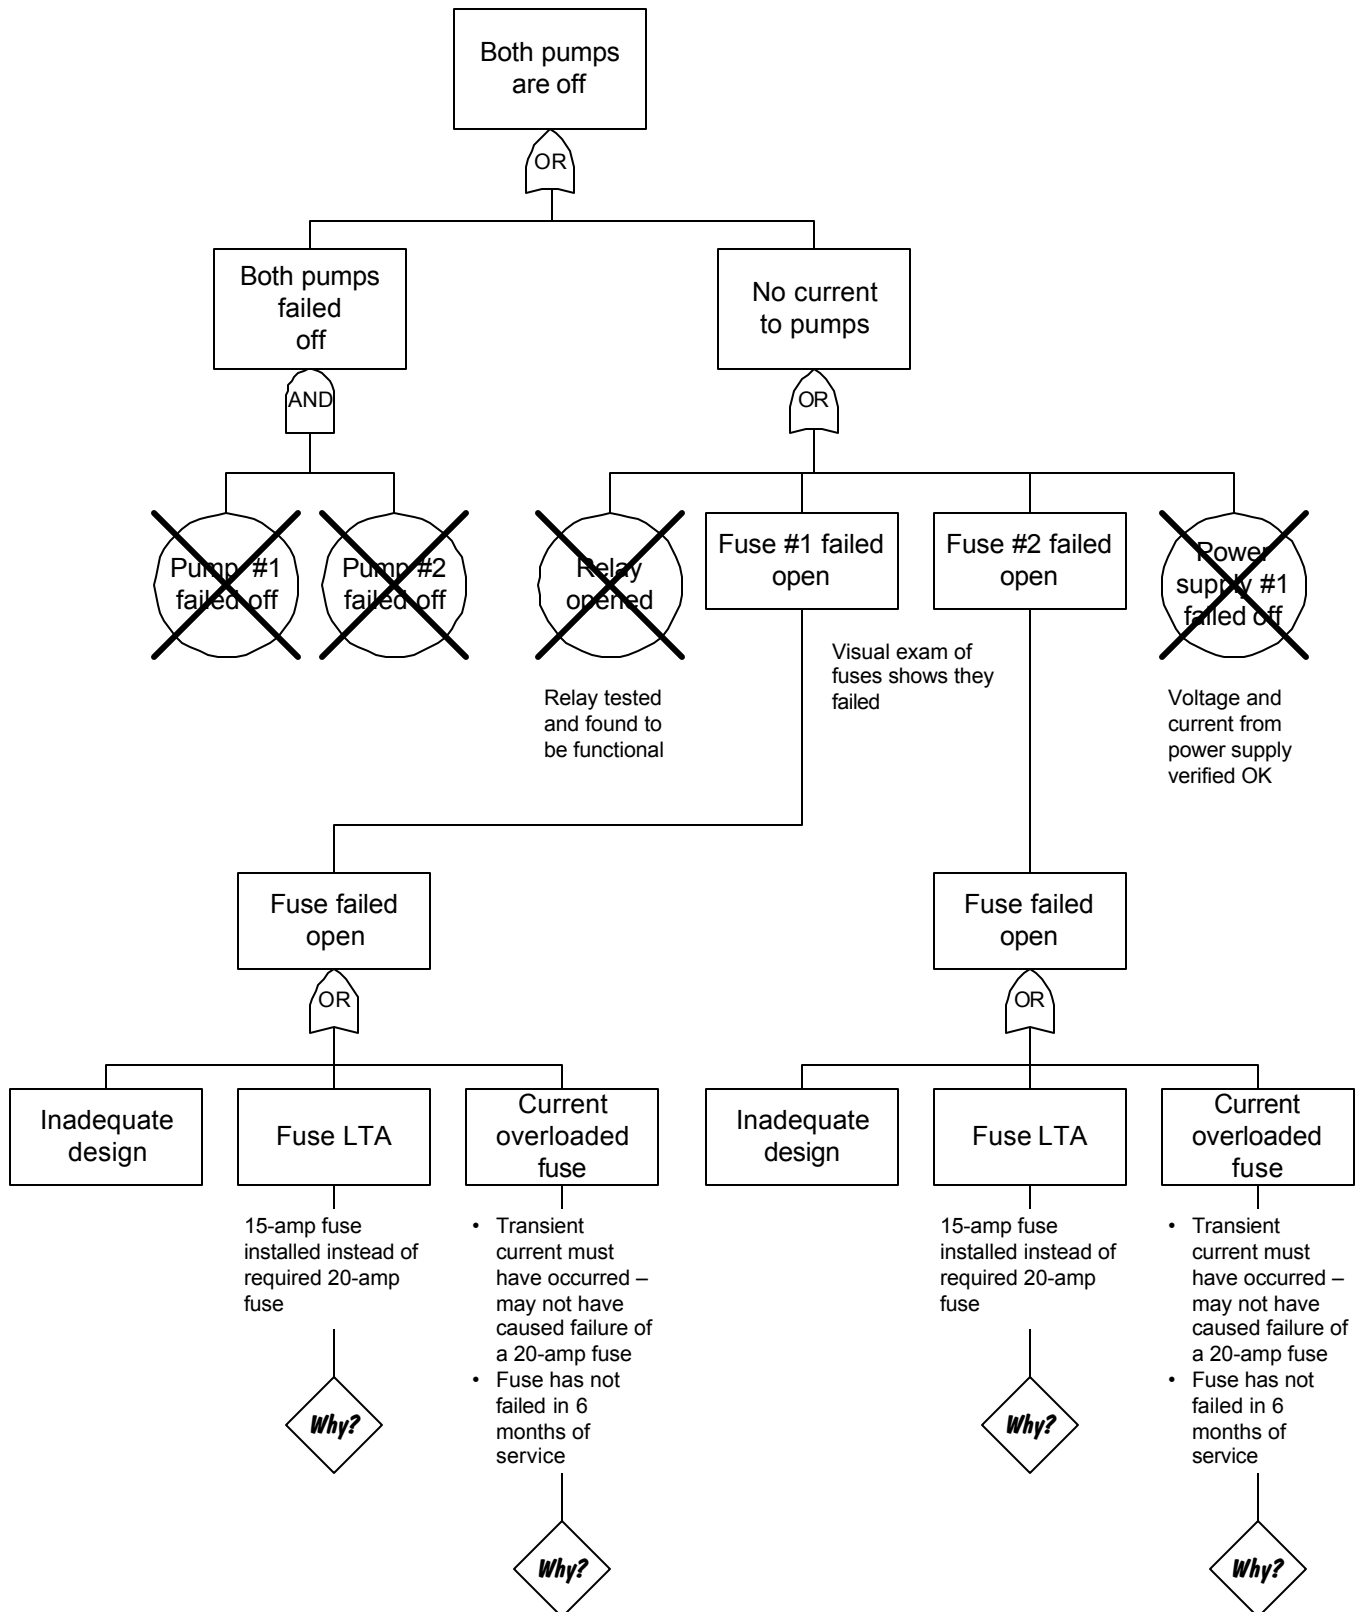 Both pumps
are off
OR
Both pumps
failed
off
No current
to pumps
AND
OR
Pump #1
failed off
Pump #2
failed off
Relay
opened
Fuse #1 failed
open
Fuse #2 failed
open
Power
supply #1
failed off
Relay tested
and found to
be functional
Visual exam of
fuses shows they
failed
Voltage and
current from
power supply
verified OK
Fuse failed
open
Fuse failed
open
OR
OR
Inadequate
design
Fuse LTA
Current
overloaded
fuse
Inadequate
design
Fuse LTA
Current
overloaded
fuse
15-amp fuse
installed instead of
required 20-amp
fuse
• Transient
current must
have occurred –
may not have
caused failure of
a 20-amp fuse
• Fuse has not
failed in 6
months of
service
15-amp fuse
installed instead of
required 20-amp
fuse
• Transient
current must
have occurred –
may not have
caused failure of
a 20-amp fuse
• Fuse has not
failed in 6
months of
service
Why?
Why?
Why?
Why?